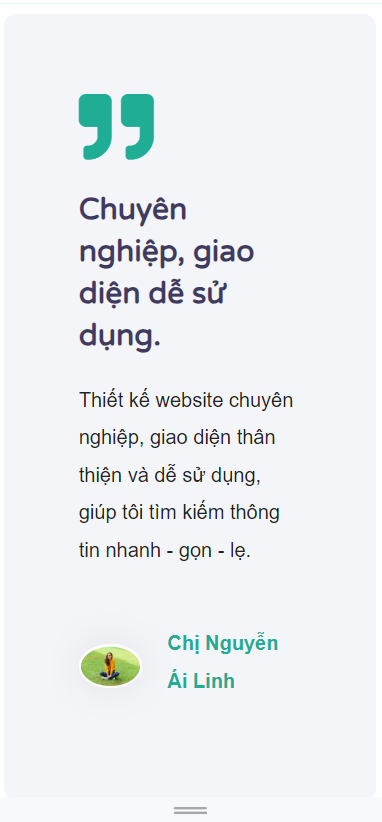 Chuyên
nghiệp, giao
diện dễ sử
dụng.
Thiết kế website chuyên
nghiệp, giao diện thân
thiện và dễ sử dụng,
giúp tôi tìm kiếm thông
tin nhanh - gọn - lẹ.
Chị Nguyễn
Ái Linh